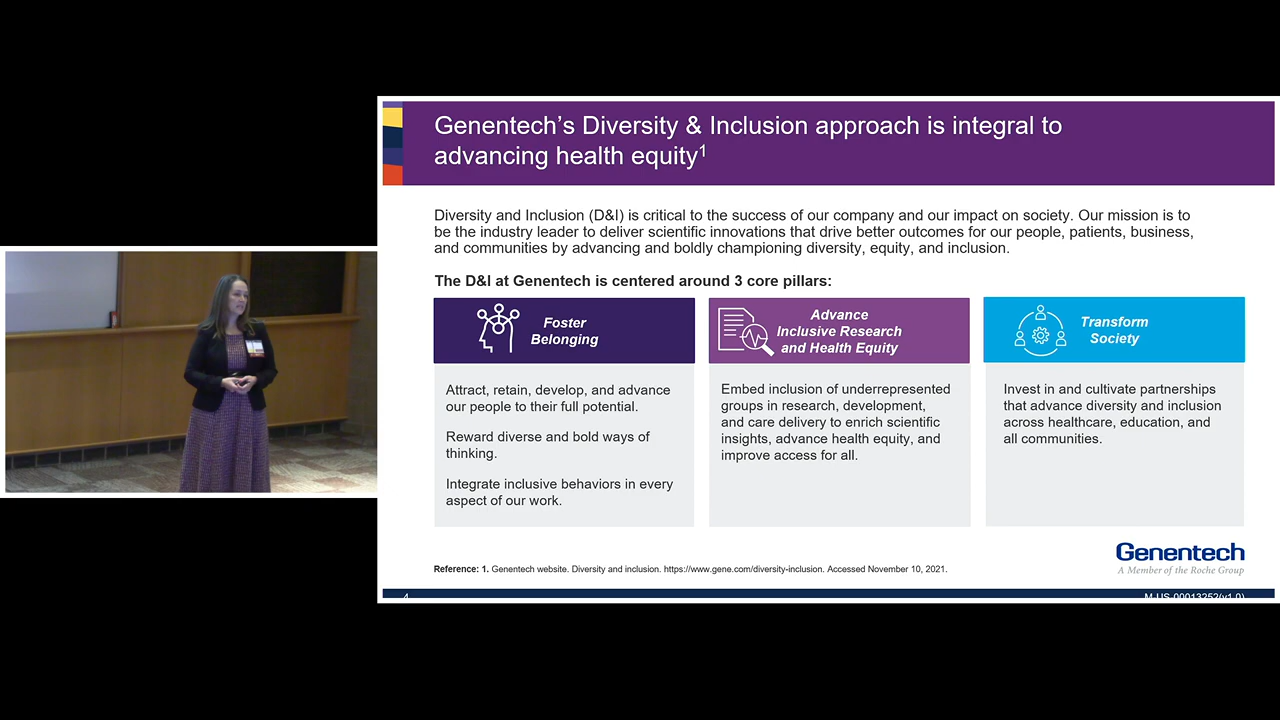 Genentech’s Diversity & Inclusion approach is integral to
advancing health equity¹
Diversity and Inclusion (D&I) is critical to the success of our company and our impact on society. Our mission is to
be the industry leader to deliver scientific innovations that drive better outcomes for our people, patients, business,
and communities by advancing and boldly championing diversity, equity, and inclusion.
The D&I at Genentech is centered around 3 core pillars:
Foster
Belonging
Attract, retain, develop, and advance
our people to their full potential.
Reward diverse and bold ways of
thinking.
Integrate inclusive behaviors in every
aspect of our work.
Advance
Inclusive Research
and Health Equity
Embed inclusion of underrepresented
groups in research, development,
and care delivery to enrich scientific
insights, advance health equity, and
improve access for all.
Transform
Society
Invest in and cultivate partnerships
that advance diversity and inclusion
across healthcare, education, and
all communities.
Genentech
A Member of the Roche Group
Reference: 1. Genentech website. Diversity and inclusion. https://www.gene.com/diversity-inclusion. Accessed November 10, 2021.
4
M-US-00013252(v1.0)